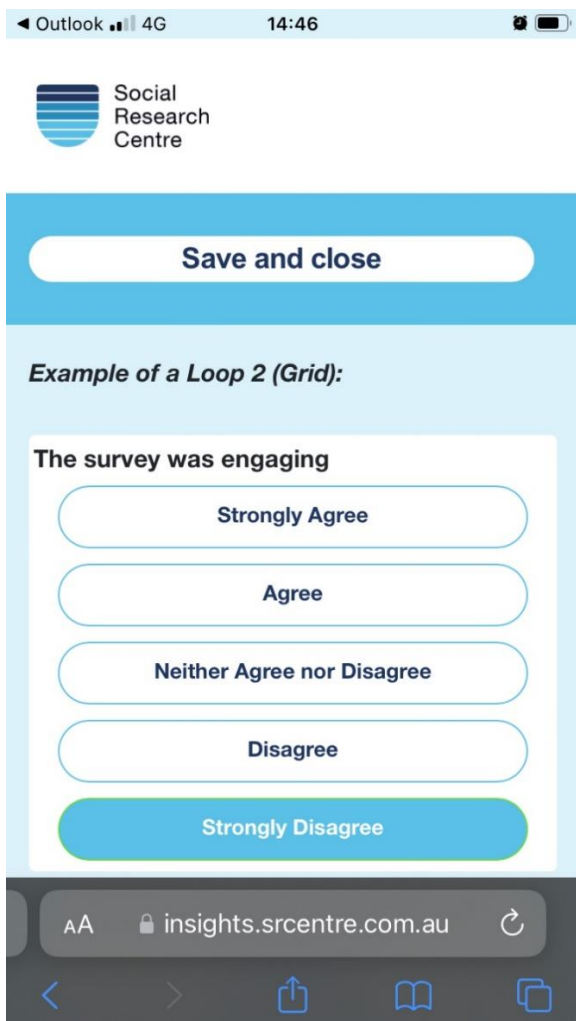 ◀ Outlook 4G 14:46
Social
Research
Centre
Save and close
Example of a Loop 2 (Grid):
The survey was engaging
Strongly Agree
Agree
Neither Agree nor Disagree
Disagree
Strongly Disagree
AA insights.srcentre.com.au